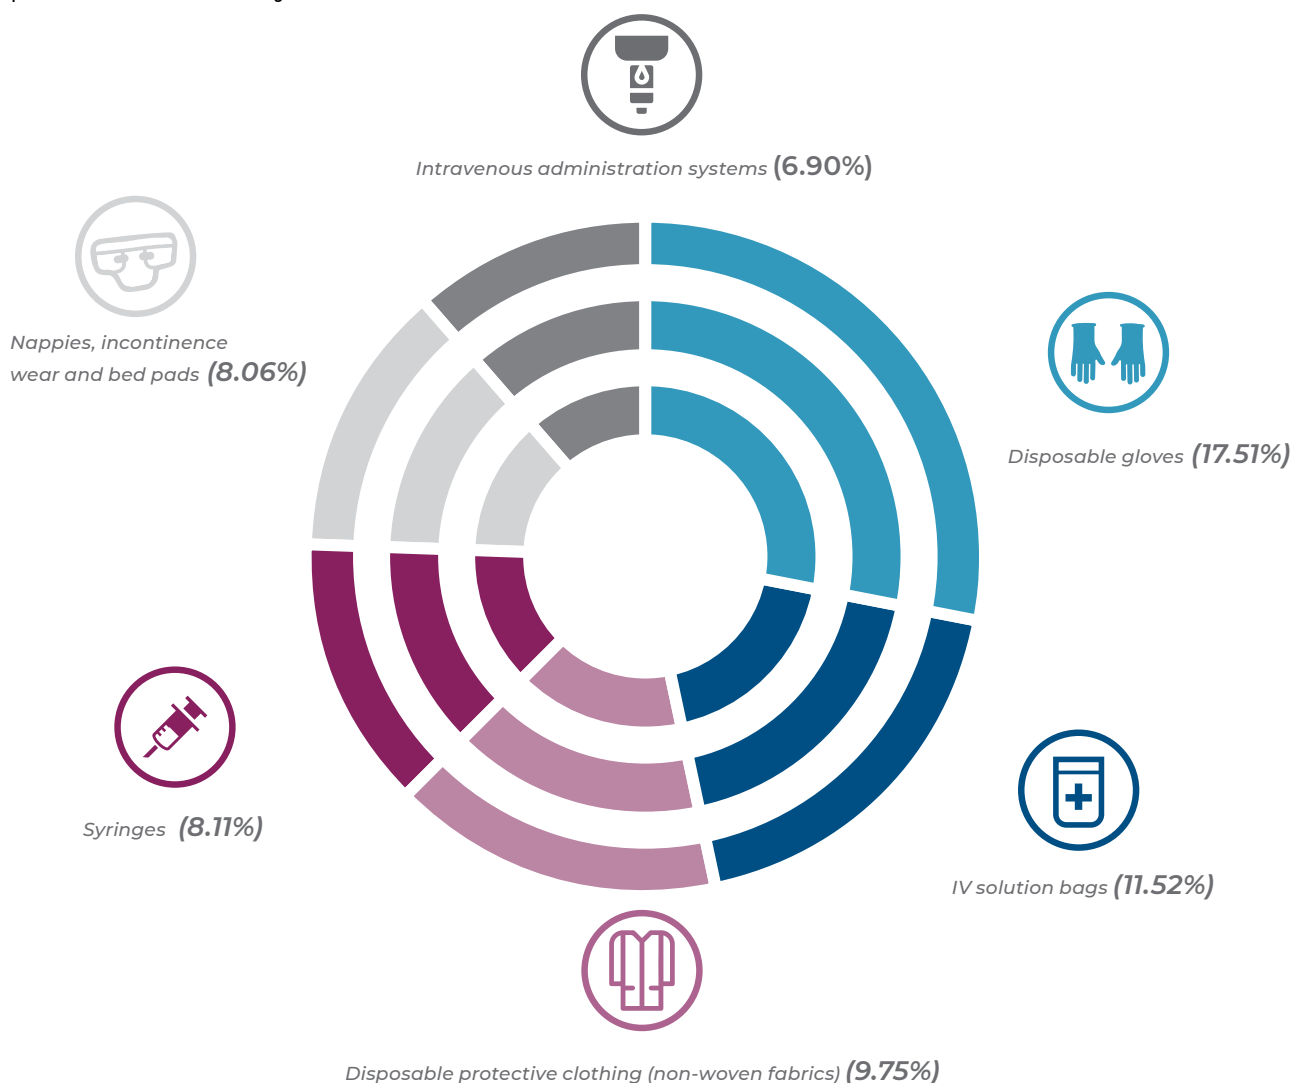 Intravenous administration systems (6.90%)
Nappies, incontinence
wear and bed pads (8.06%)
Disposable gloves (17.51%)
Syringes (8.11%)
IV solution bags (11.52%)
Disposable protective clothing (non-woven fabrics) (9.75%)